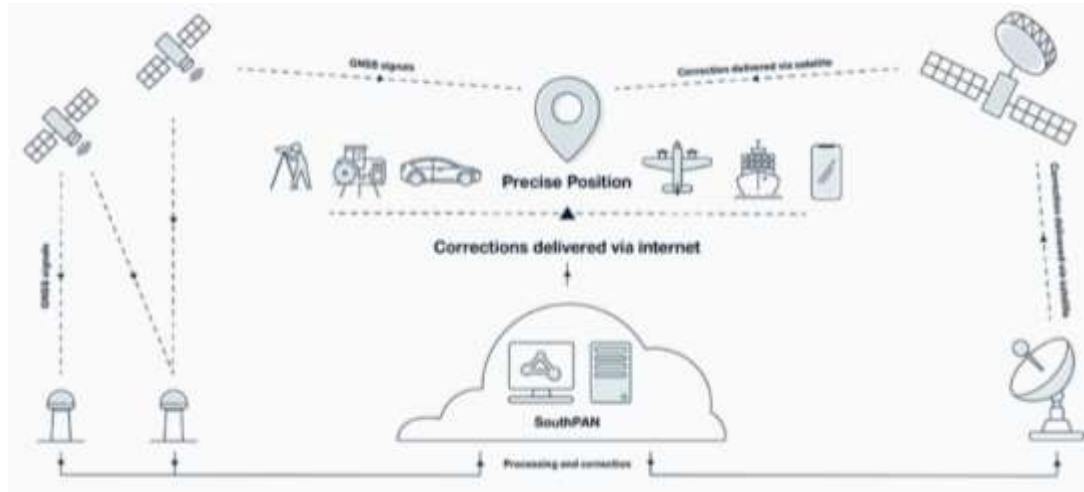 GNSS signals
Correction delivered via satellite
Precise Position
GNSS signals
Corrections delivered via internet
Correction delivered via satellite
SouthPAN
Processing and correction